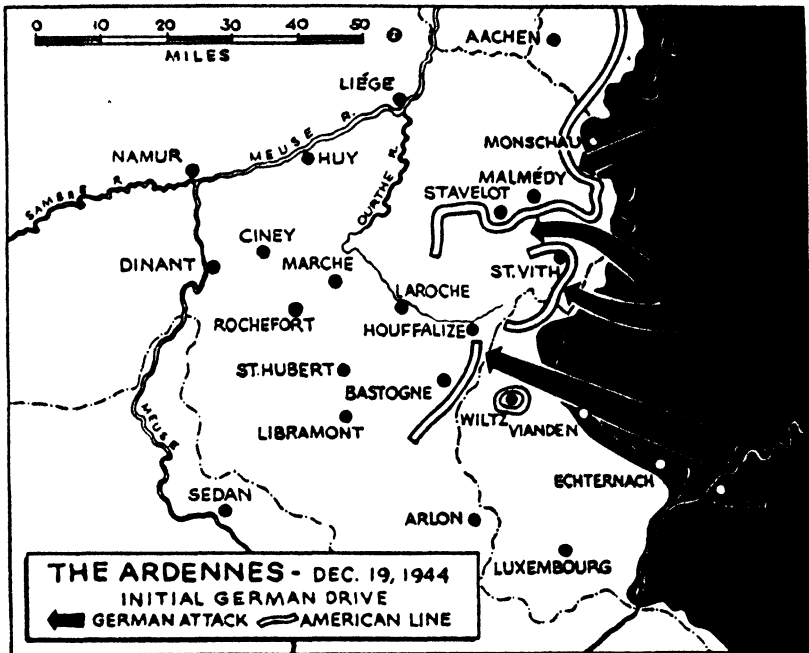 0 10 20 30 40 50
MILES
AACHEN
LIÉGE
MONSCHAU
MEUSE R.
HUY
NAMUR
SAMBRE R.
OURTHE R.
MALMÉDY
STAVELOT
CINEY
DINANT
MARCHE
ST. VITH
LAROCHE
ROCHEFORT
HOUFFALIZE
ST. HUBERT
BASTOGNE
MEUSE
LIBRAMONT
WILTZ
VIANDEN
ECHTERNACH
SEDAN
ARLON
LUXEMBOURG
THE ARDENNES - DEC. 19, 1944
INITIAL GERMAN DRIVE
GERMAN ATTACK AMERICAN LINE